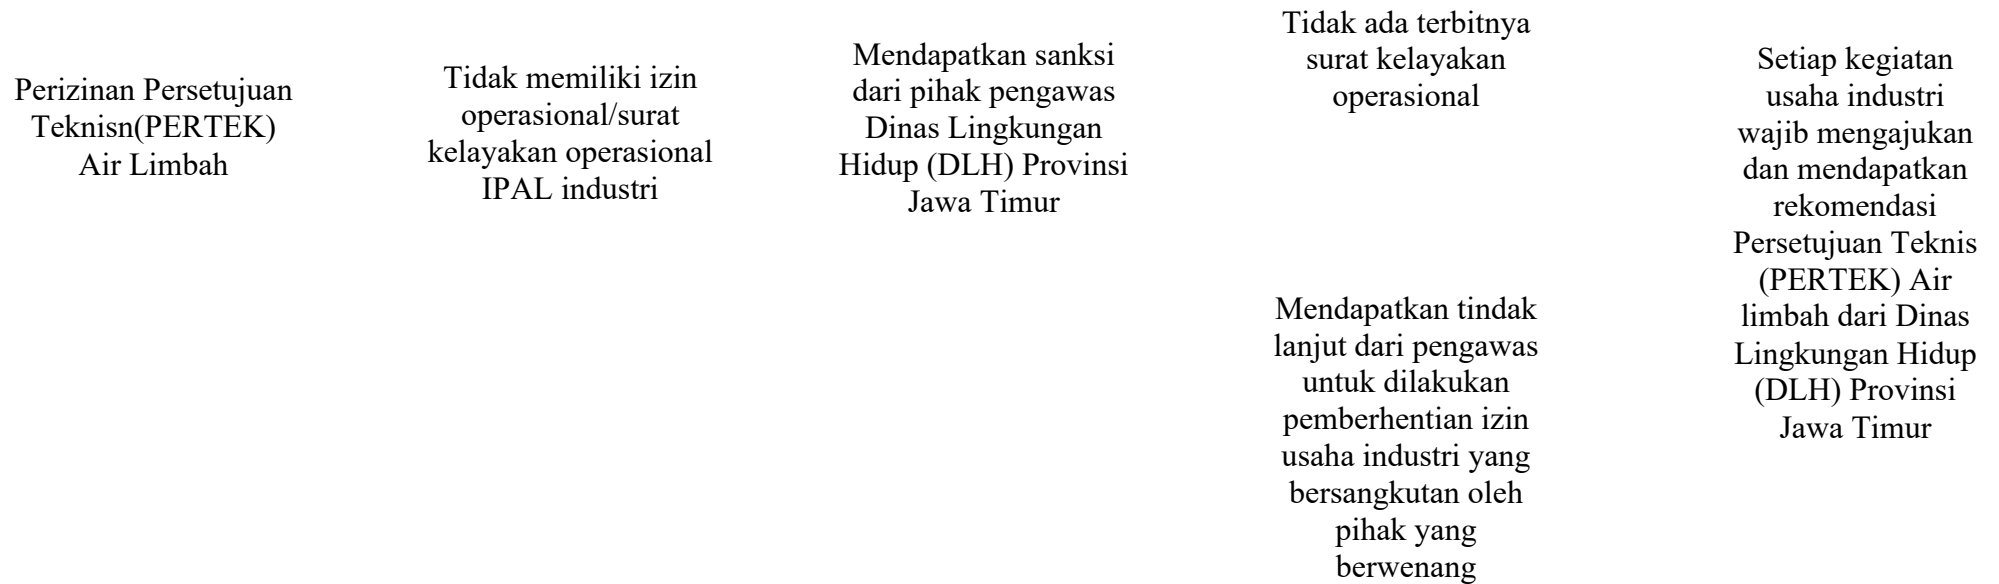 Perizinan Persetujuan
Teknisn(PERTEK)
Air Limbah
Tidak memiliki izin
operasional/surat
kelayakan operasional
IPAL industri
Mendapatkan sanksi
dari pihak pengawas
Dinas Lingkungan
Hidup (DLH) Provinsi
Jawa Timur
Tidak ada terbitnya
surat kelayakan
operasional
Mendapatkan tindak
lanjut dari pengawas
untuk dilakukan
pemberhentian izin
usaha industri yang
bersangkutan oleh
pihak yang
berwenang
Setiap kegiatan
usaha industri
wajib mengajukan
dan mendapatkan
rekomendasi
Persetujuan Teknis
(PERTEK) Air
limbah dari Dinas
Lingkungan Hidup
(DLH) Provinsi
Jawa Timur